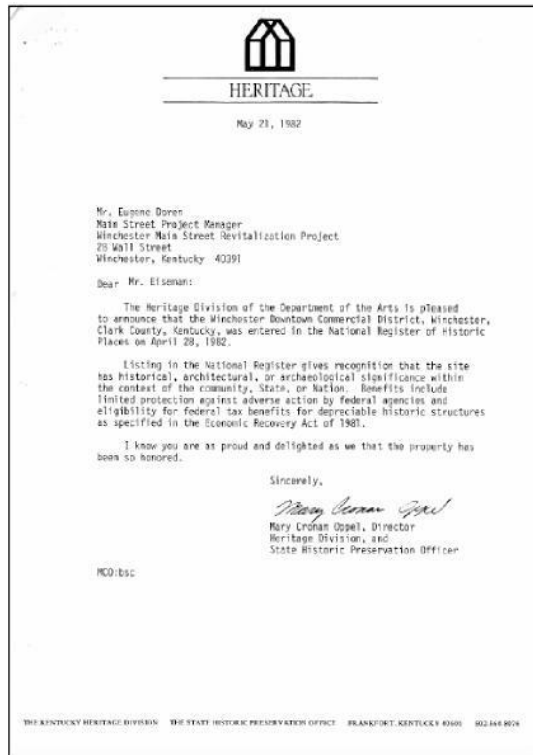 HERITAGE
May 21, 1982
Mr. Eugene Doren
Main Street Project Manager
Winchester Main Street Revitalization Project
28 Wall Street
Winchester, Kentucky 40391
Dear Mr. Eiseman:
The Heritage Division of the Department of the Arts is pleased
to announce that the Winchester Downtown Commercial District, Winchester,
Clark County, Kentucky, was entered in the National Register of Historic
Places on April 28, 1982.
Listing in the National Register gives recognition that the site
has historical, architectural, or archaeological significance within
the context of the community, State, or Nation. Benefits include
limited protection against adverse action by federal agencies and
eligibility for federal tax benefits for depreciable historic structures
as specified in the Economic Recovery Act of 1981.
I know you are as proud and delighted as we that the property has
been so honored.
Sincerely,
Mary Cronan Oppel
Mary Cronan Oppel, Director
Heritage Division, and
State Historic Preservation Officer
MCO:bsc
THE KENTUCKY HERITAGE DIVISION THE STATE HISTORIC PRESERVATION OFFICE FRANKFORT, KENTUCKY 40601 502-564-8076